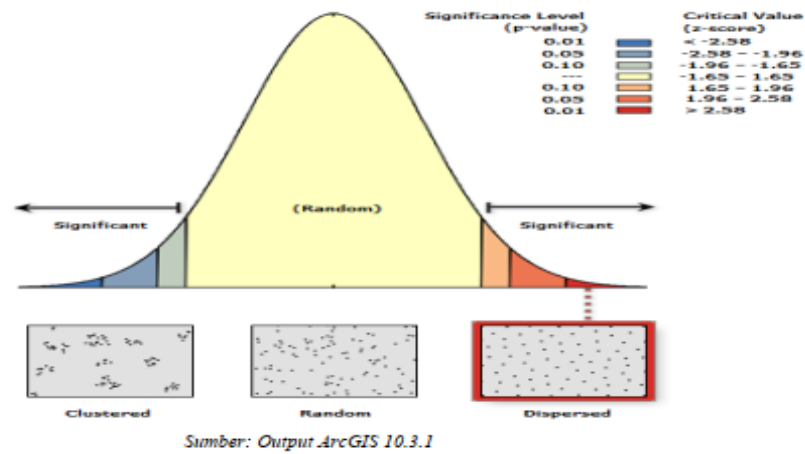 Significance Level Critical Value
(p-value) (z-score)
0.01 < -2.58
0.05 -2.58 - -1.96
0.10 -1.96 - -1.65
--- -1.65 - 1.65
0.10 1.65 - 1.96
0.05 1.96 - 2.58
0.01 > 2.58
(Random)
Significant Significant
Clustered Random Dispersed
Sumber: Output ArcGIS 10.3.1